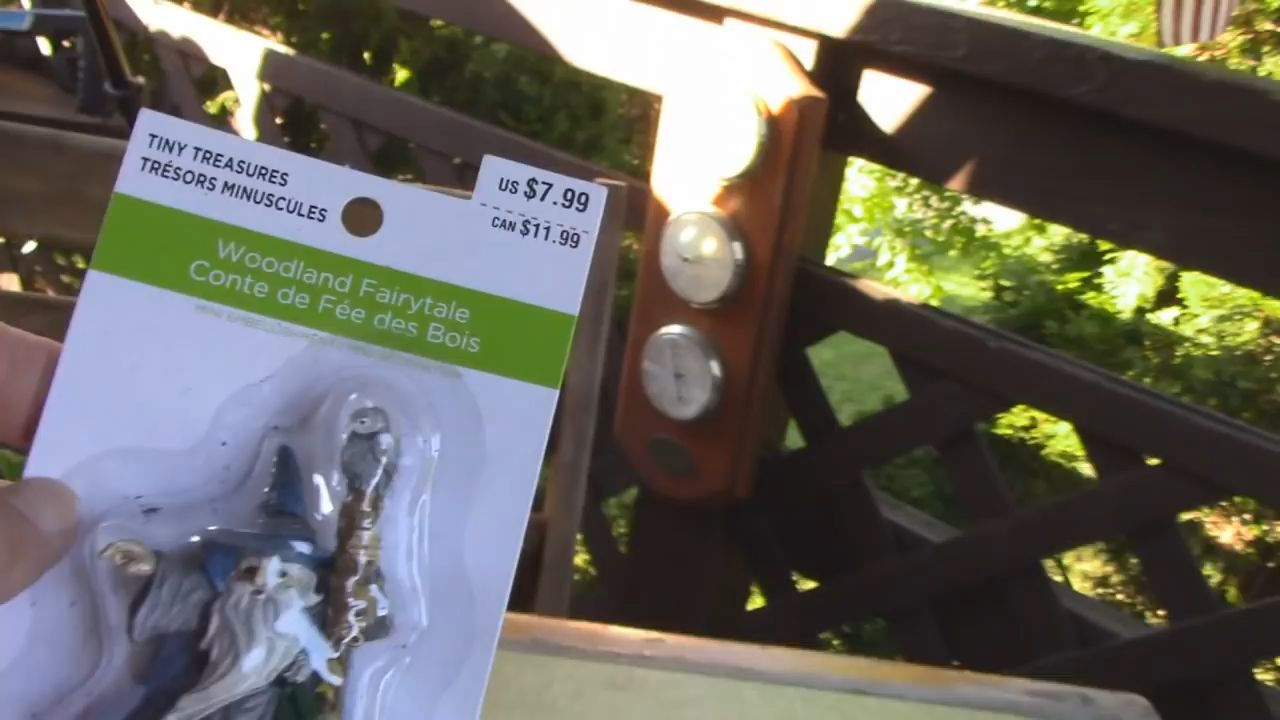 TINY TREASURES
TRÉSORS MINUSCULES
US $7.99
CAN $11.99
Woodland Fairytale
Conte de Fée des Bois